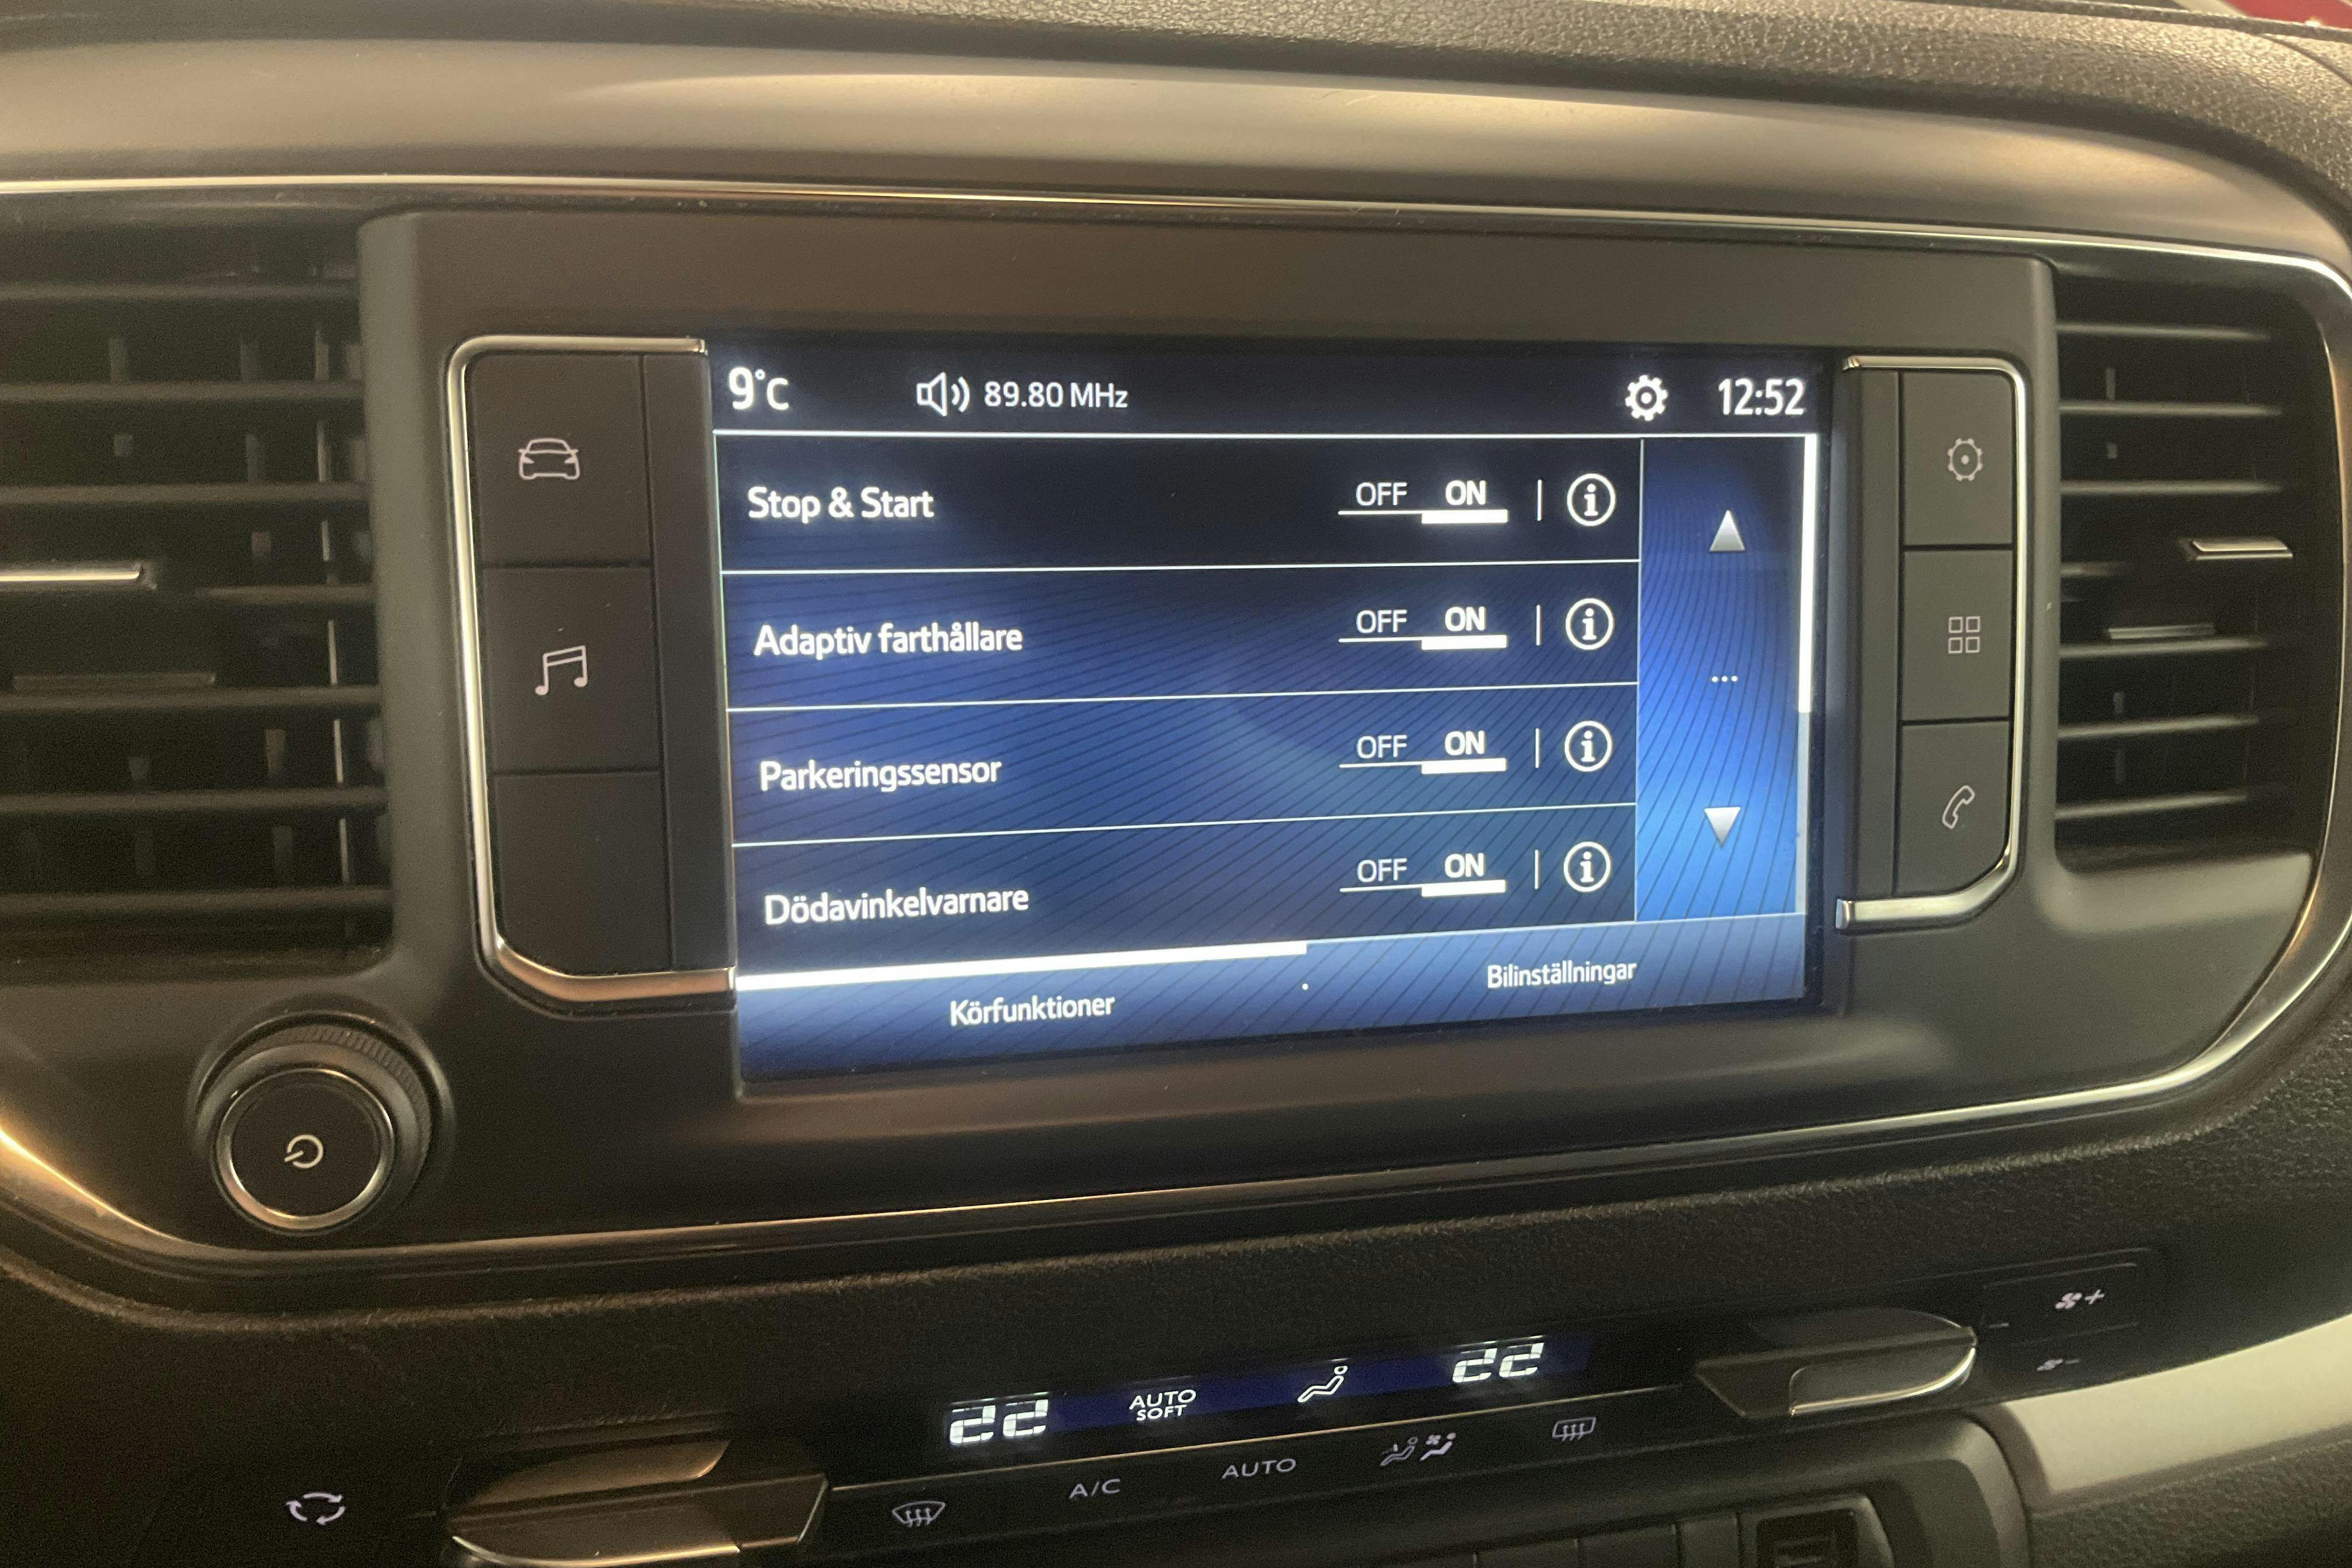 9°C 89.80 MHz 12:52
Stop & Start OFF ON
Adaptiv farthållare OFF ON
Parkeringssensor OFF ON
Dödavinkelvarnare OFF ON
Körfunktioner Bilinställningar
22 AUTO SOFT 22
A/C AUTO